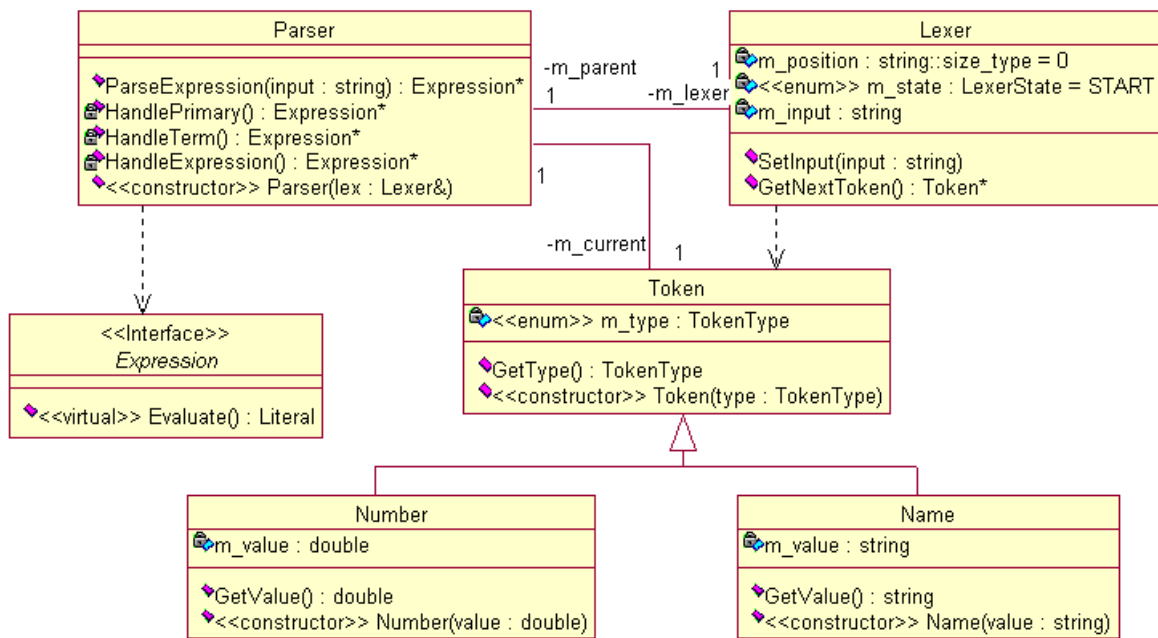 Parser
ParseExpression(input : string) : Expression*
HandlePrimary() : Expression*
HandleTerm() : Expression*
HandleExpression() : Expression*
<<constructor>> Parser(lex : Lexer&)
-m_parent
1
1
-m_lexer
Lexer
m_position : string::size_type = 0
<<enum>> m_state : LexerState = START
m_input : string
SetInput(input : string)
GetNextToken() : Token*
1
-m_current
1
<<Interface>>
Expression
<<virtual>> Evaluate() : Literal
Token
<<enum>> m_type : TokenType
GetType() : TokenType
<<constructor>> Token(type : TokenType)
Number
m_value : double
GetValue() : double
<<constructor>> Number(value : double)
Name
m_value : string
GetValue() : string
<<constructor>> Name(value : string)